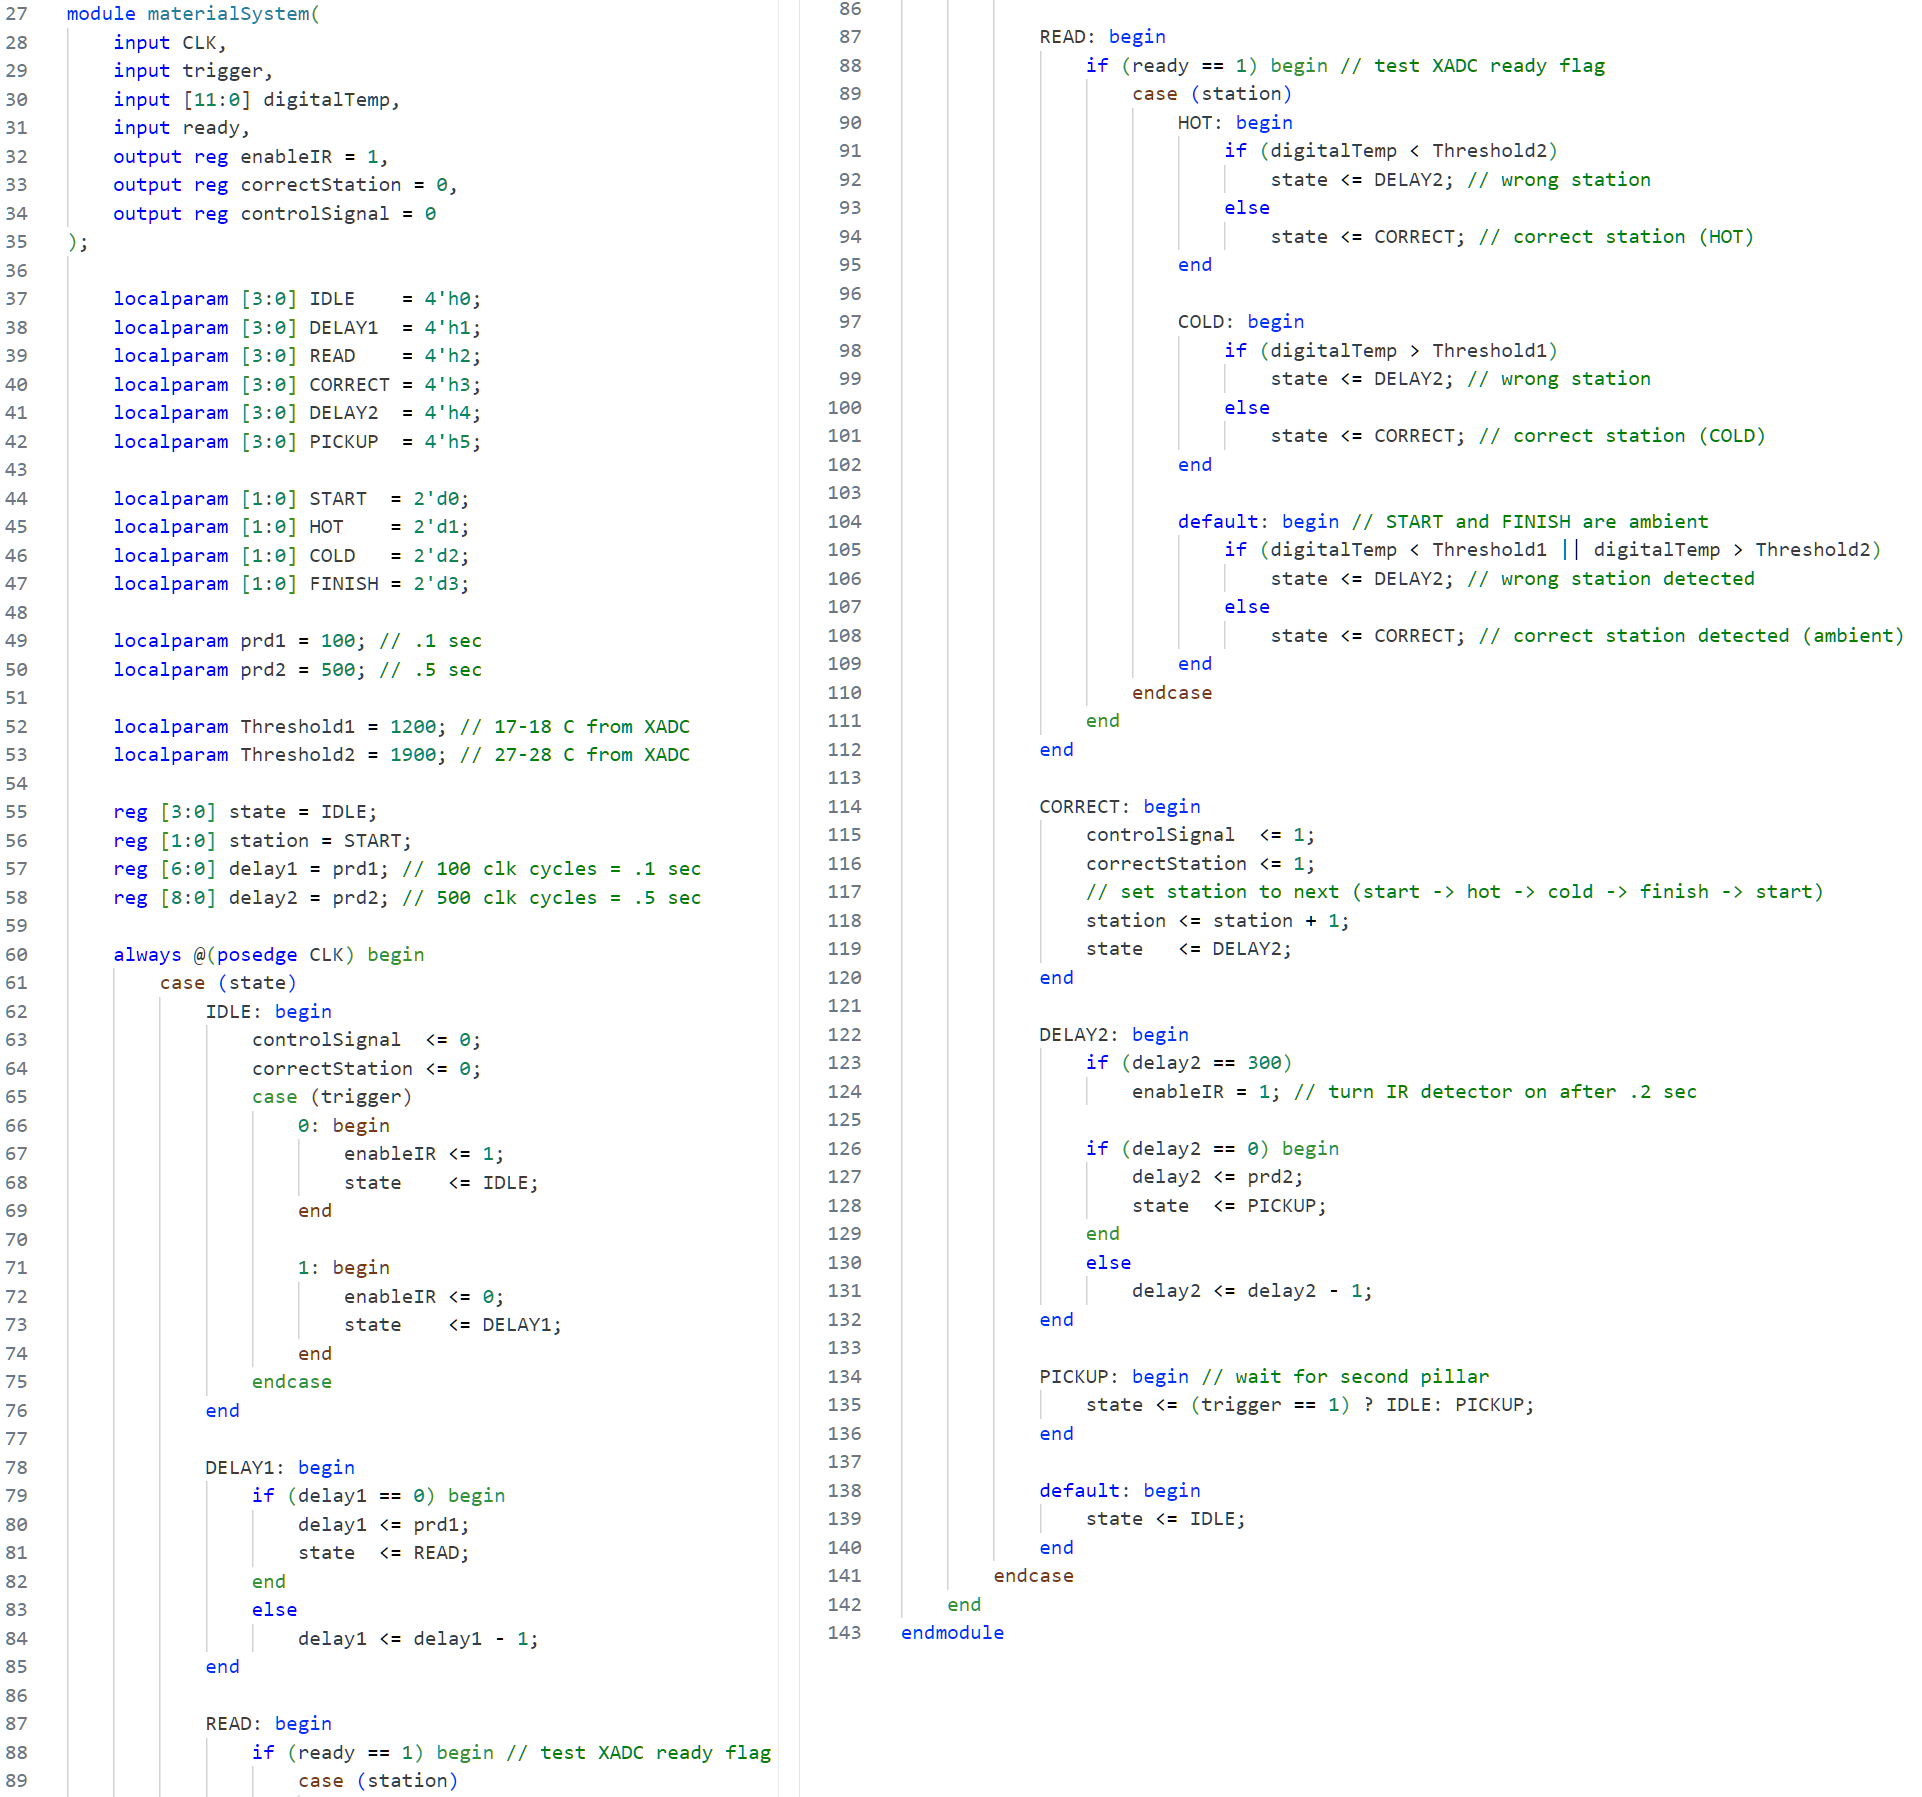 27 module materialSystem(
28 input CLK,
29 input trigger,
30 input [11:0] digitalTemp,
31 input ready,
32 output reg enableIR = 1,
33 output reg correctStation = 0,
34 output reg controlSignal = 0
35 );
36
37 localparam [3:0] IDLE    = 4'h0;
38 localparam [3:0] DELAY1  = 4'h1;
39 localparam [3:0] READ    = 4'h2;
40 localparam [3:0] CORRECT = 4'h3;
41 localparam [3:0] DELAY2  = 4'h4;
42 localparam [3:0] PICKUP  = 4'h5;
43
44 localparam [1:0] START  = 2'd0;
45 localparam [1:0] HOT    = 2'd1;
46 localparam [1:0] COLD   = 2'd2;
47 localparam [1:0] FINISH = 2'd3;
48
49 localparam prd1 = 100; // .1 sec
50 localparam prd2 = 500; // .5 sec
51
52 localparam Threshold1 = 1200; // 17-18 C from XADC
53 localparam Threshold2 = 1900; // 27-28 C from XADC
54
55 reg [3:0] state = IDLE;
56 reg [1:0] station = START;
57 reg [6:0] delay1 = prd1; // 100 clk cycles = .1 sec
58 reg [8:0] delay2 = prd2; // 500 clk cycles = .5 sec
59
60 always @(posedge CLK) begin
61 case (state)
62 IDLE: begin
63 controlSignal  <= 0;
64 correctStation <= 0;
65 case (trigger)
66 0: begin
67 enableIR <= 1;
68 state    <= IDLE;
69 end
70
71 1: begin
72 enableIR <= 0;
73 state    <= DELAY1;
74 end
75 endcase
76 end
77
78 DELAY1: begin
79 if (delay1 == 0) begin
80 delay1 <= prd1;
81 state  <= READ;
82 end
83 else
84 delay1 <= delay1 - 1;
85 end
86
87 READ: begin
88 if (ready == 1) begin // test XADC ready flag
89 case (station)
86
87 READ: begin
88 if (ready == 1) begin // test XADC ready flag
89 case (station)
90 HOT: begin
91 if (digitalTemp < Threshold2)
92 state <= DELAY2; // wrong station
93 else
94 state <= CORRECT; // correct station (HOT)
95 end
96
97 COLD: begin
98 if (digitalTemp > Threshold1)
99 state <= DELAY2; // wrong station
100 else
101 state <= CORRECT; // correct station (COLD)
102 end
103
104 default: begin // START and FINISH are ambient
105 if (digitalTemp < Threshold1 || digitalTemp > Threshold2)
106 state <= DELAY2; // wrong station detected
107 else
108 state <= CORRECT; // correct station detected (ambient)
109 end
110 endcase
111 end
112 end
113
114 CORRECT: begin
115 controlSignal  <= 1;
116 correctStation <= 1;
117 // set station to next (start -> hot -> cold -> finish -> start)
118 station <= station + 1;
119 state   <= DELAY2;
120 end
121
122 DELAY2: begin
123 if (delay2 == 300)
124 enableIR = 1; // turn IR detector on after .2 sec
125
126 if (delay2 == 0) begin
127 delay2 <= prd2;
128 state  <= PICKUP;
129 end
130 else
131 delay2 <= delay2 - 1;
132 end
133
134 PICKUP: begin // wait for second pillar
135 state <= (trigger == 1) ? IDLE: PICKUP;
136 end
137
138 default: begin
139 state <= IDLE;
140 end
141 endcase
142 end
143 endmodule